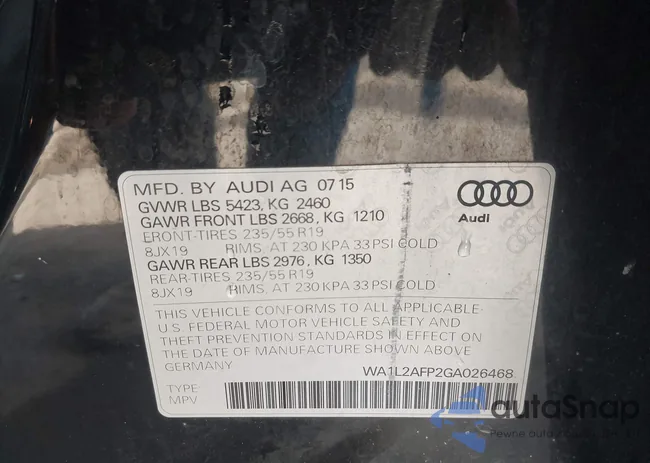 MFD. BY AUDI AG 07 15
GVWR LBS 5423, KG 2460
GAWR FRONT LBS 2668, KG 1210
FRONT-TIRES 235/55 R19
8JX19 RIMS, AT 230 KPA 33 PSI COLD
GAWR REAR LBS 2976, KG 1350
REAR-TIRES 235/55 R19
8JX19 RIMS, AT 230 KPA 33 PSI COLD
Audi
THIS VEHICLE CONFORMS TO ALL APPLICABLE
U.S. FEDERAL MOTOR VEHICLE SAFETY AND
THEFT PREVENTION STANDARDS IN EFFECT ON
THE DATE OF MANUFACTURE SHOWN ABOVE
GERMANY
WA1L2AFP2GA026468
TYPE
MPV
autoSnap